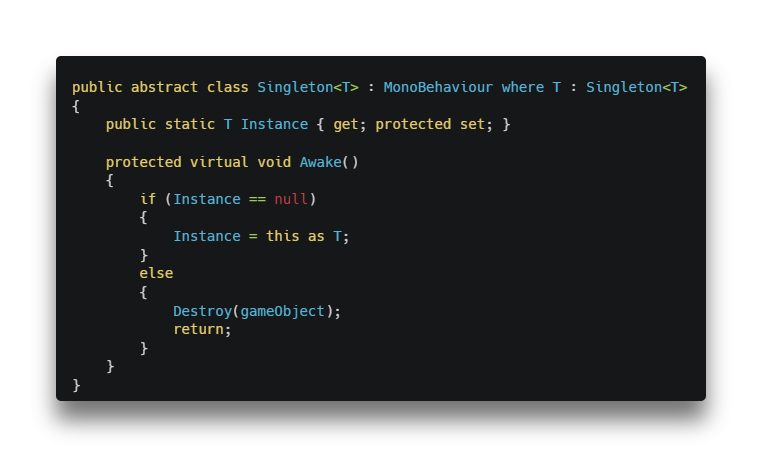 public abstract class Singleton<T> : MonoBehaviour where T : Singleton<T>
{
    public static T Instance { get; protected set; }

    protected virtual void Awake()
    {
        if (Instance == null)
        {
            Instance = this as T;
        }
        else
        {
            Destroy(gameObject);
            return;
        }
    }
}